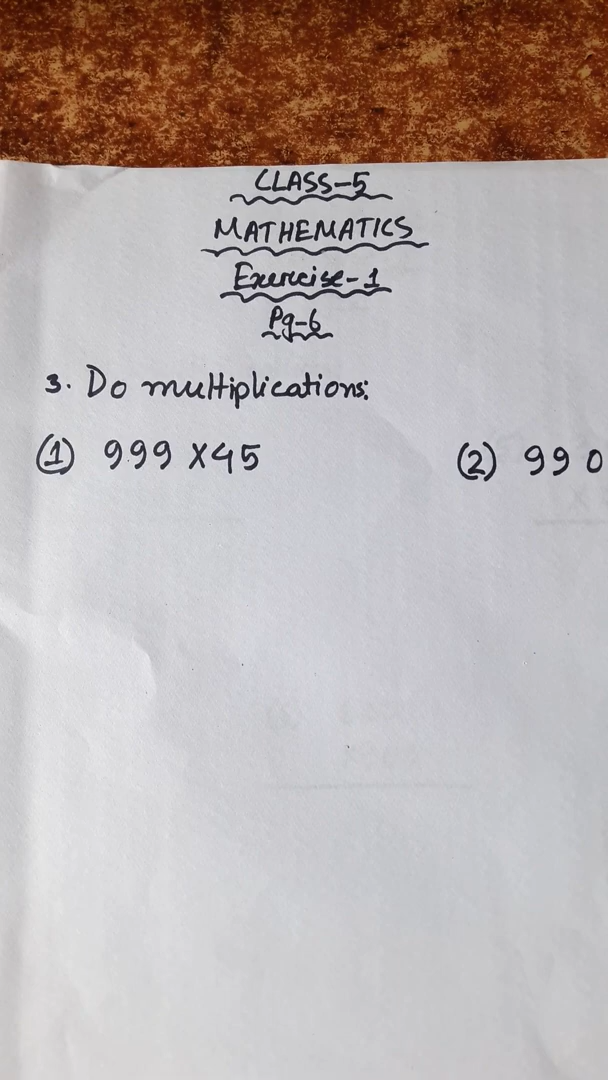 CLASS-5
MATHEMATICS
Exercise-1
Pg-6
3. Do multiplications:
(1) 999 X45 (2) 990